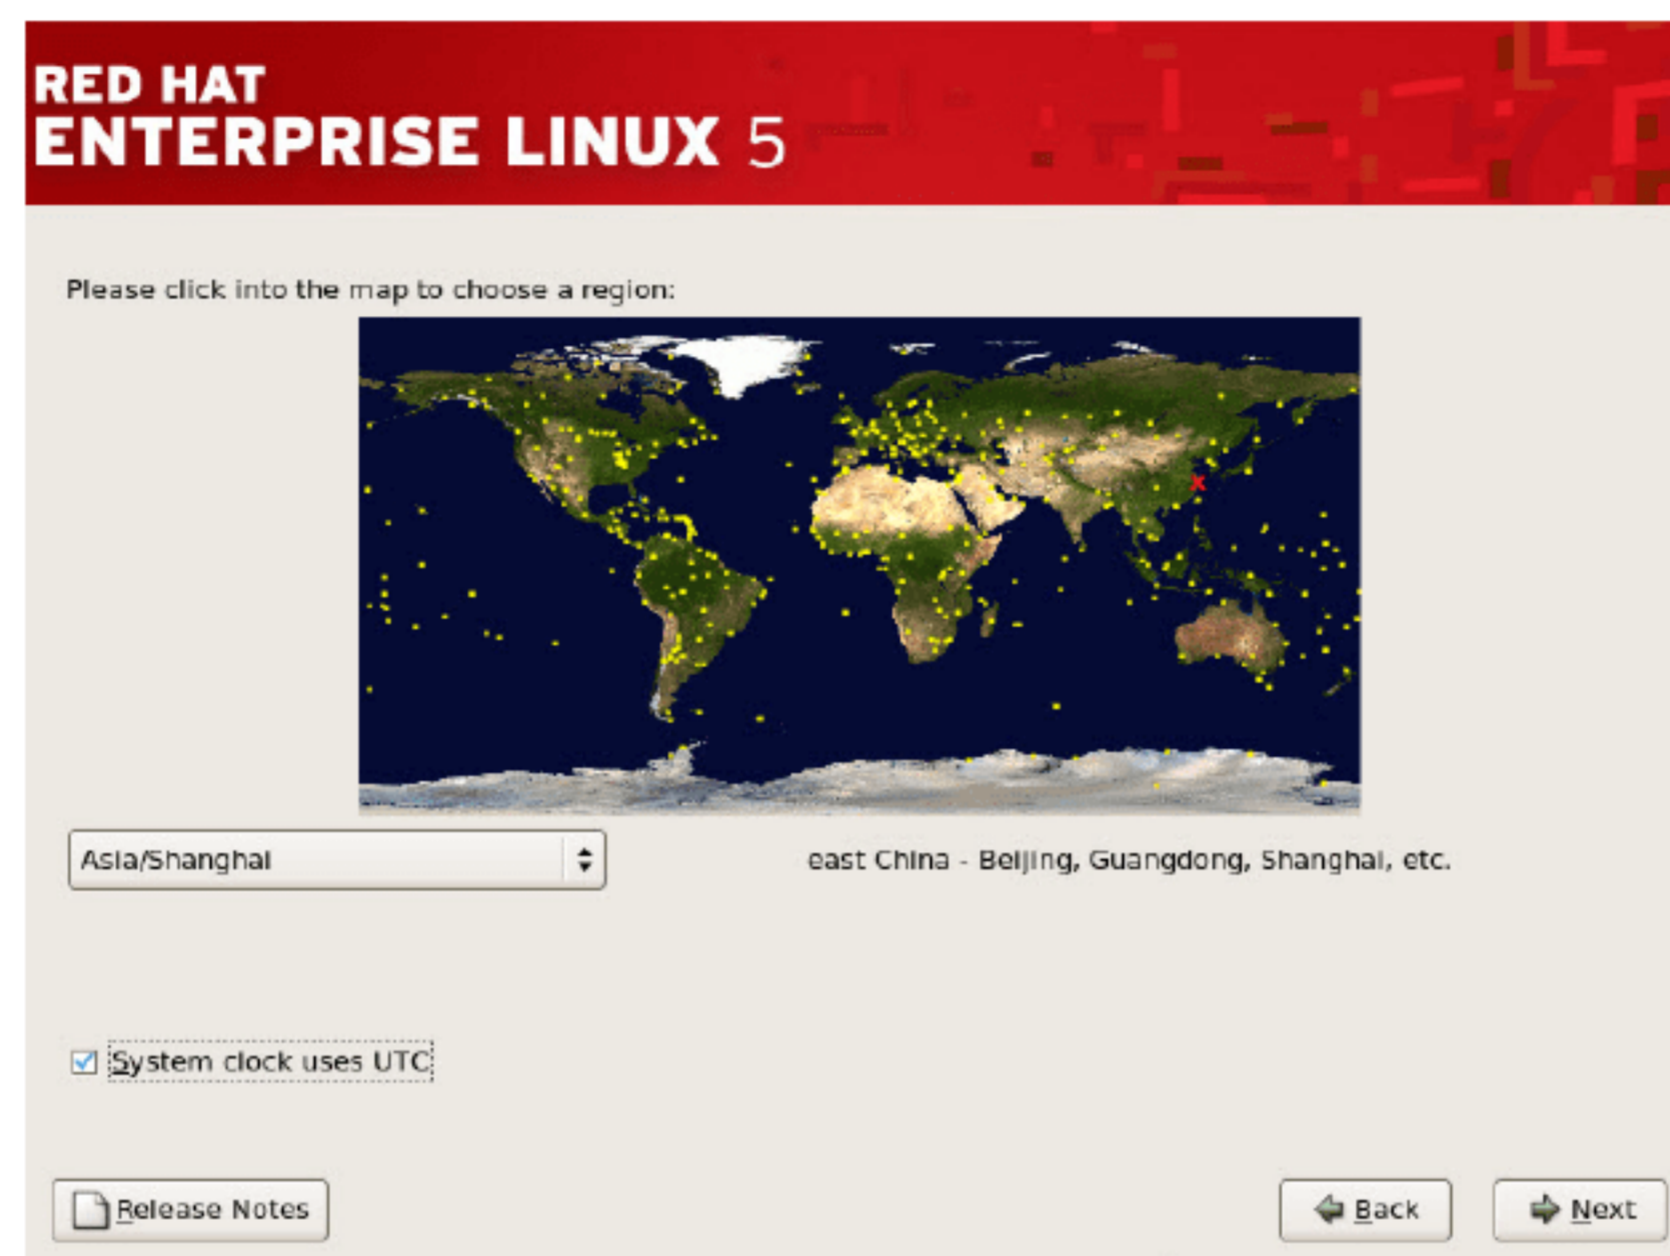 RED HAT
ENTERPRISE LINUX 5
Please click into the map to choose a region:
Asia/Shanghai
east China - Beijing, Guangdong, Shanghai, etc.
System clock uses UTC
Release Notes
Back
Next